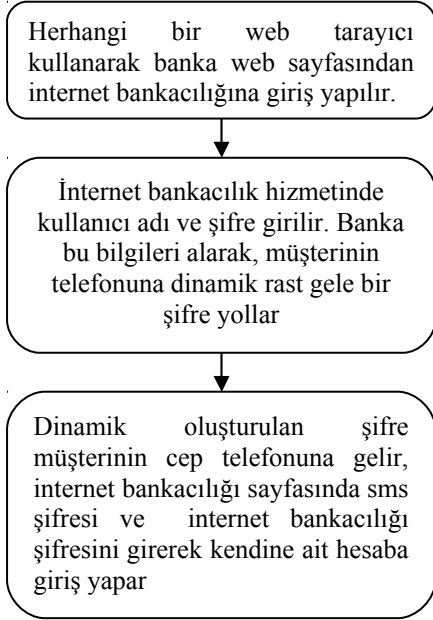 Herhangi bir web tarayıcı
kullanarak banka web sayfasından
internet bankacılığına giriş yapılır.
İnternet bankacılık hizmetinde
kullanıcı adı ve şifre girilir. Banka
bu bilgileri alarak, müşterinin
telefonuna dinamik rast gele bir
şifre yollar
Dinamik oluşturulan şifre
müşterinin cep telefonuna gelir,
internet bankacılığı sayfasında sms
şifresi ve internet bankacılığı
şifresini girerek kendine ait hesaba
giriş yapar